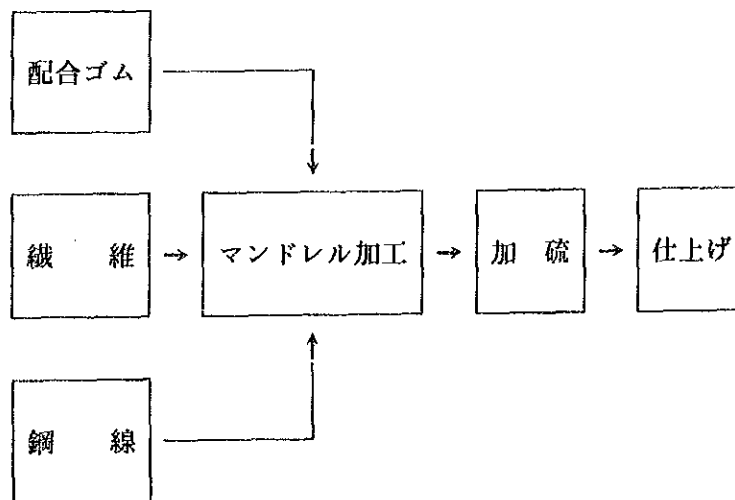 配合ゴム
繊　維
マンドレル加工
加　硫
仕上げ
鋼　線